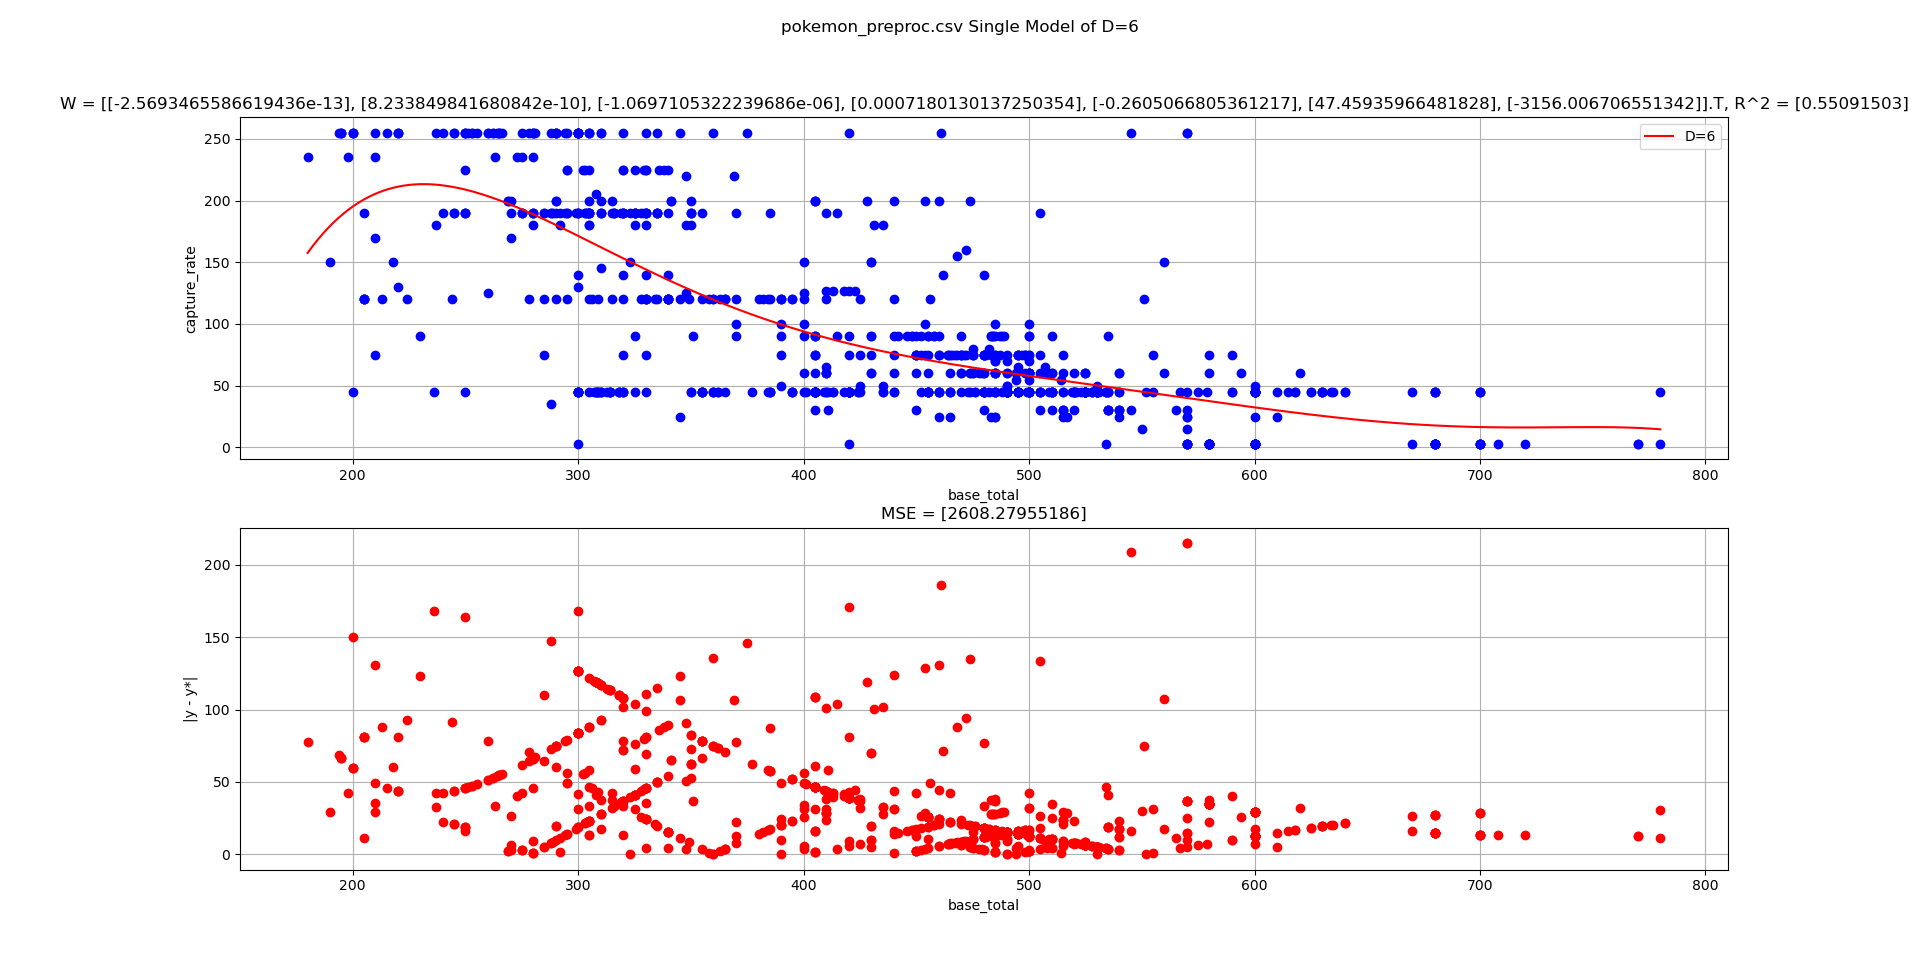 pokemon_preproc.csv Single Model of D=6
W = [[-2.5693465586619436e-13], [8.233849841680842e-10], [-1.0697105322239686e-06], [0.0007180130137250354], [-0.2605066805361217], [47.45935966481828], [-3156.006706551342]].T, R^2 = [0.55091503]
D=6
capture_rate
250
200
150
100
50
0
200 300 400 500 600 700 800
base_total
MSE = [2608.27955186]
|y - y*|
200
150
100
50
0
200 300 400 500 600 700 800
base_total